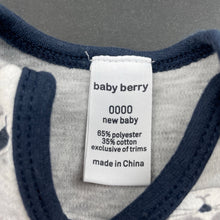 baby berry
0000
new baby
65% polyester
35% cotton
exclusive of trims
made in China